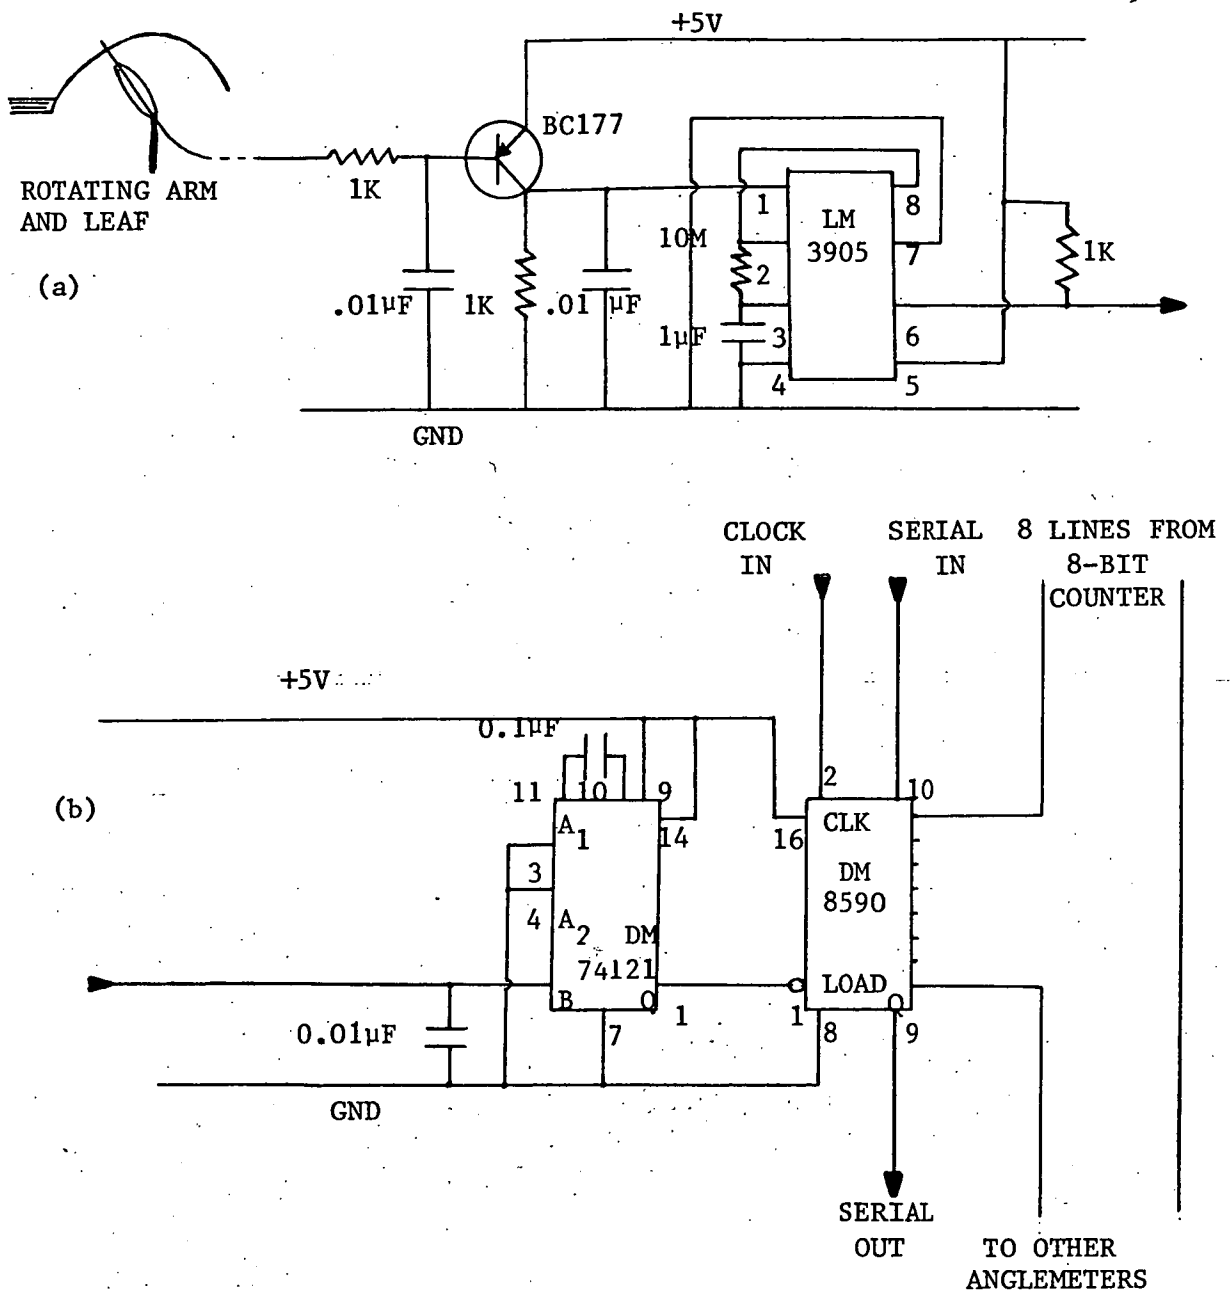 +5V
BC177
ROTATING ARM
AND LEAF
1K
(a)
.01µF
1K
.01 µF
10M
1µF
1
2
3
4
LM
3905
8
7
6
5
1K
GND
CLOCK
IN
SERIAL
IN
8 LINES FROM
8-BIT
COUNTER
+5V
0.1µF
(b)
11
10
9
14
3
4
A1
A2
DM
74121
B
Q
1
7
0.01µF
GND
2
10
16
CLK
DM
8590
LOAD
Q
1
8
9
SERIAL
OUT
TO OTHER
ANGLEMETERS